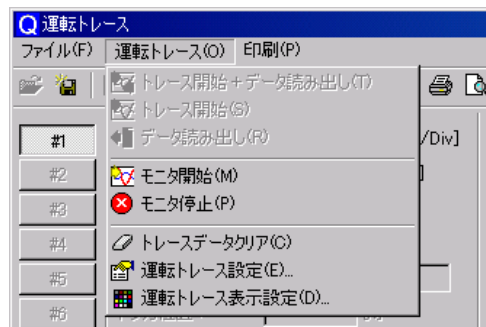 運転トレース
ファイル(F) 運転トレース(O) 印刷(P)
トレース開始+データ読み出し(T)
トレース開始(S)
データ読み出し(R)
#1 /Div]
#2 モニタ開始(M)
#3 モニタ停止(P)
#4 トレースデータクリア(C)
#5 運転トレース設定(E)...
#6 運転トレース表示設定(D)...